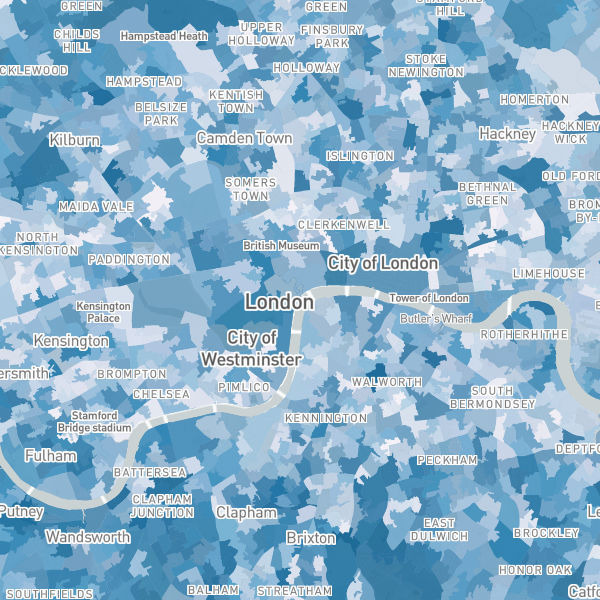 GREEN
GREEN
HILL
CHILDS
HILL
Hampstead Heath
UPPER
HOLLOWAY
FINSBURY
PARK
HOLLOWAY
STOKE
NEWINGTON
HAMPSTEAD
KENTISH
TOWN
HOMERTON
BELSIZE
PARK
Kilburn
Camden Town
Hackney
HACKNEY
WICK
ISLINGTON
SOMERS
TOWN
BETHNAL
GREEN
OLD FORD
MAIDA VALE
CLERKENWELL
NORTH
KENSINGTON
British Museum
PADDINGTON
City of London
LIMEHOUSE
London
Tower of London
Kensington
Palace
Butler's Wharf
Kensington
City of
Westminster
ROTHERHITHE
BROMPTON
PIMLICO
WALWORTH
CHELSEA
SOUTH
BERMONDSEY
Stamford
Bridge stadium
KENNINGTON
Fulham
PECKHAM
BATTERSEA
CLAPHAM
JUNCTION
Putney
Clapham
EAST
DULWICH
Wandsworth
Brixton
BROCKLEY
HONOR OAK
SOUTHFIELDS
BALHAM
STREATHAM